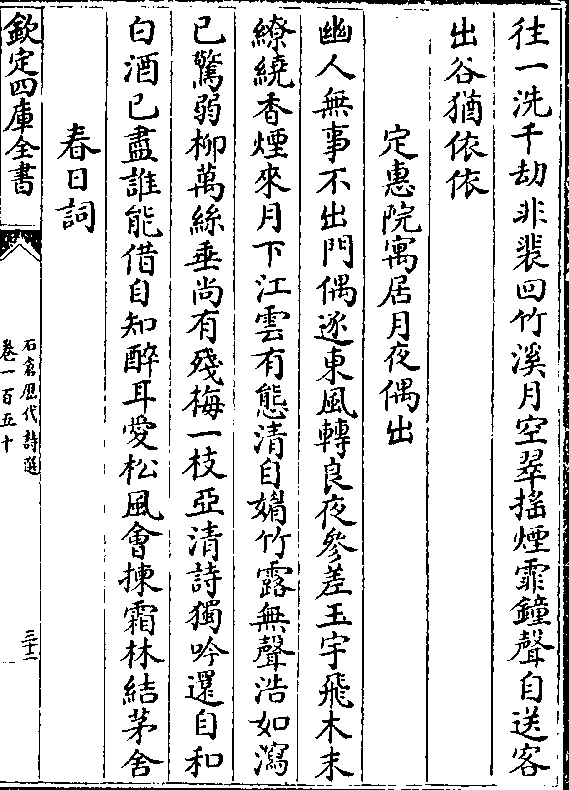 往一洗千劫非裴回竹溪月空翠揺煙霏鐘聲自送客
出谷猶依依
定惠院寓居月夜偶出
幽人無事不出門偶逐東風轉良夜參差玉宇飛木末
繚繞香煙來月下江雲有態清自媚竹露無聲浩如瀉
已驚弱柳萬絲垂尚有殘梅一枝亞清詩獨吟還自和
白酒已盡誰能借自知醉耳愛松風會揀霜林結茅舍
春日詞
欽定四庫全書
石倉歴代詩選
卷一百五十
三十二